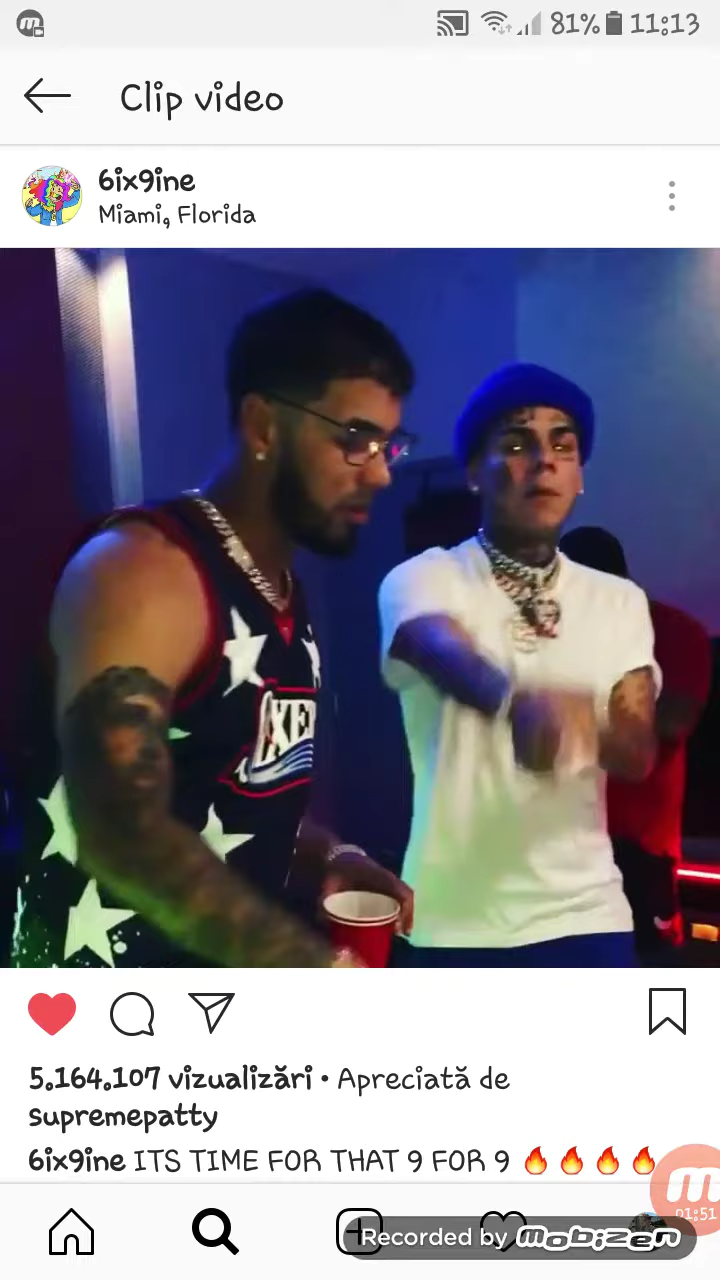 81% 11:13
Clip video
6ix9ine
Miami, Florida
5.164.107 vizualizări • Apreciată de
supremepatty
6ix9ine ITS TIME FOR THAT 9 FOR 9 🔥🔥🔥🔥
01:51
Recorded by mobizen